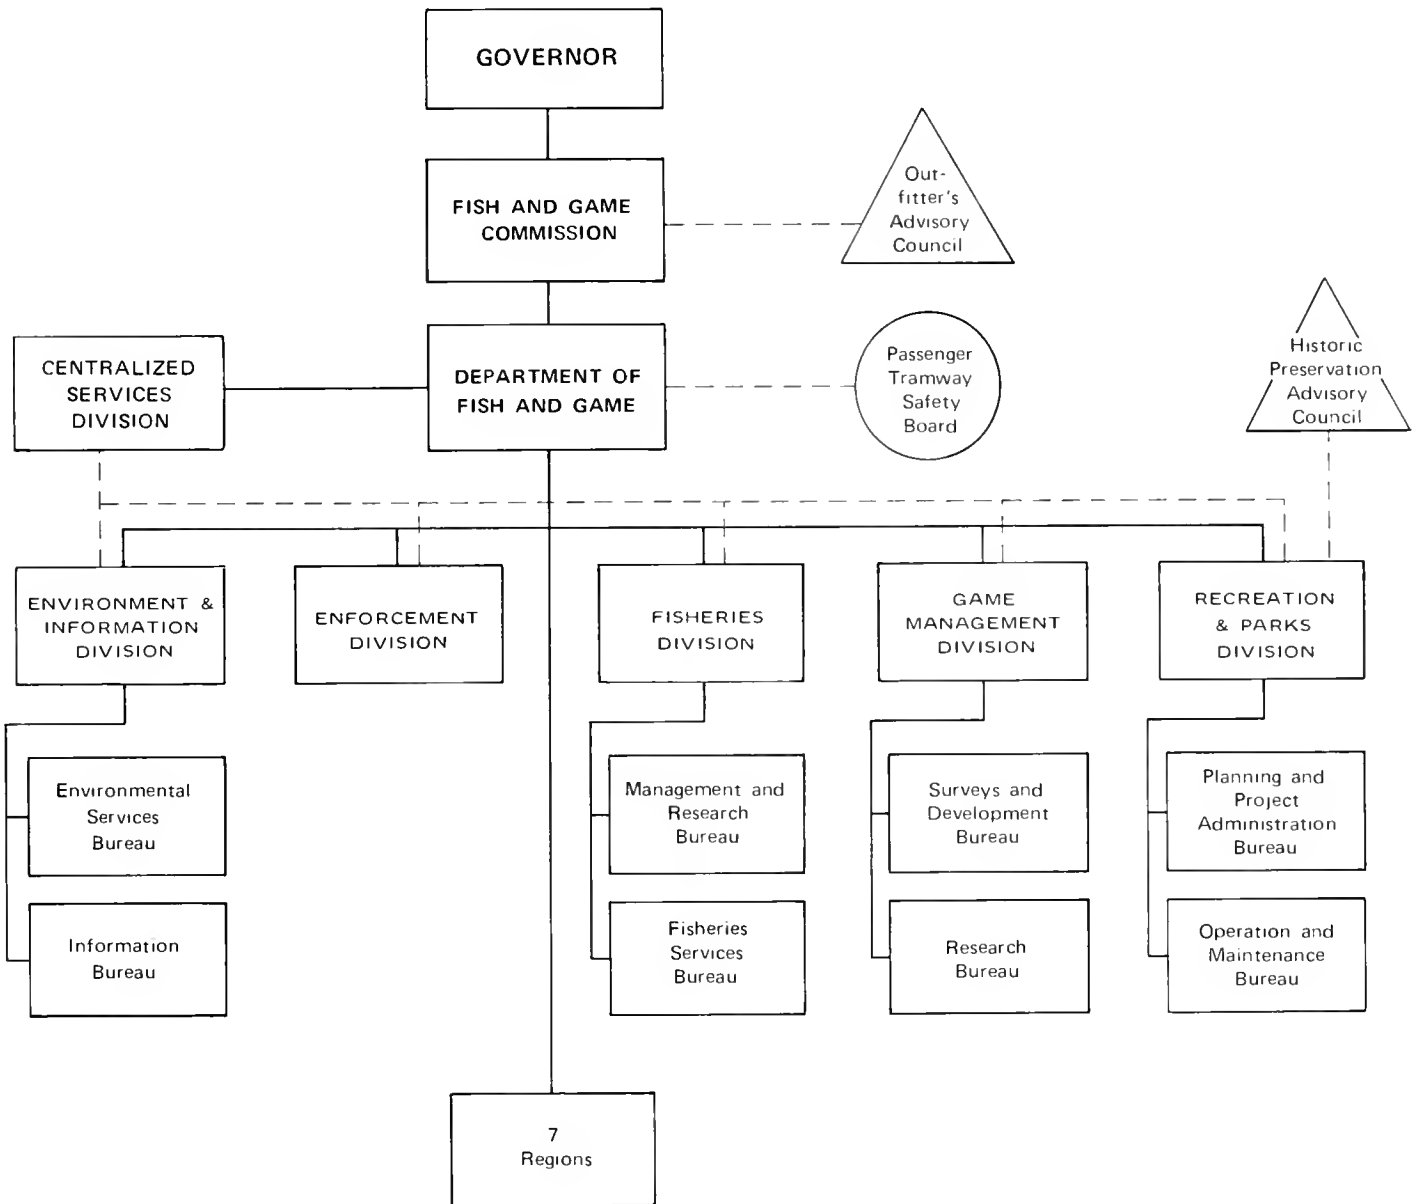 GOVERNOR
FISH AND GAME
COMMISSION
Out-
fitter's
Advisory
Council
CENTRALIZED
SERVICES
DIVISION
DEPARTMENT OF
FISH AND GAME
Passenger
Tramway
Safety
Board
Historic
Preservation
Advisory
Council
ENVIRONMENT &
INFORMATION
DIVISION
ENFORCEMENT
DIVISION
FISHERIES
DIVISION
GAME
MANAGEMENT
DIVISION
RECREATION
& PARKS
DIVISION
Environmental
Services
Bureau
Management and
Research
Bureau
Surveys and
Development
Bureau
Planning and
Project
Administration
Bureau
Information
Bureau
Fisheries
Services
Bureau
Research
Bureau
Operation and
Maintenance
Bureau
7
Regions